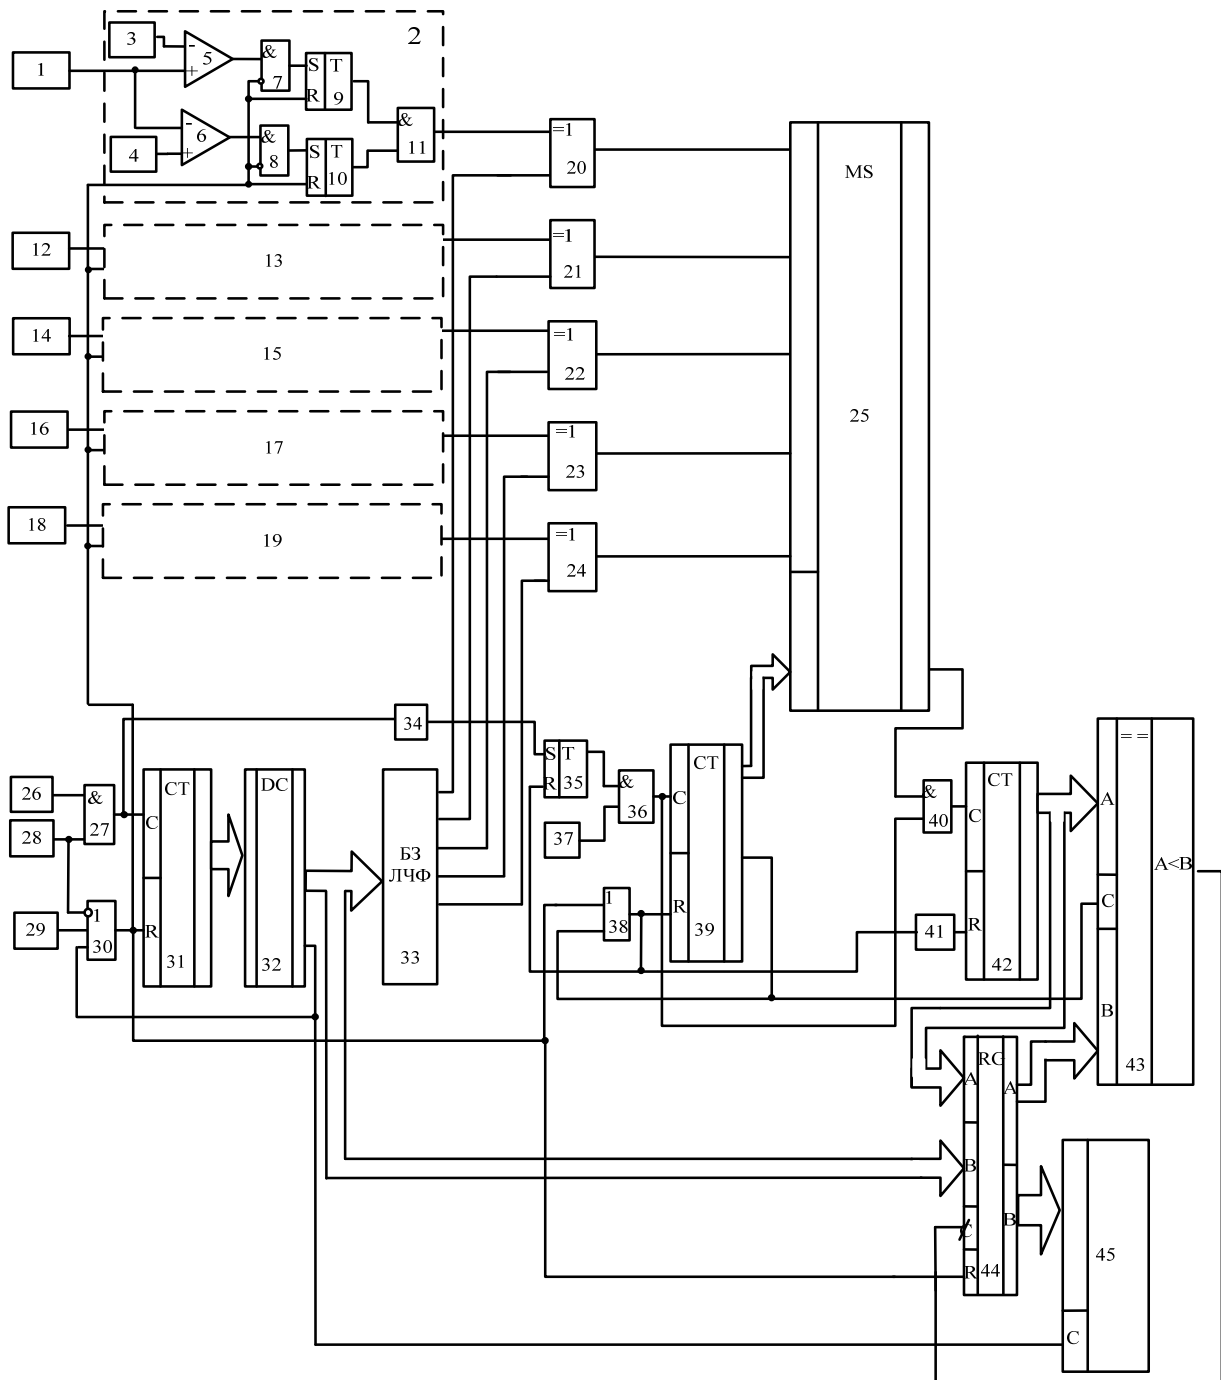 3
2
-
5
&
1
+
7
S T
R
9
-
6
&
&
11
=1
20
4
+
8
S T
R
10
MS
12
13
=1
21
14
15
=1
22
16
17
=1
23
25
18
19
=1
24
34
26
&
27
28
CT
C
R
31
DC
32
БЗ
ЛЧФ
33
S T
R
35
&
36
37
CT
C
R
39
&
40
CT
C
R
42
= =
A
C
B
A<B
43
29
1
30
1
38
41
RG
A
B
C
R
44
A
B
45
C